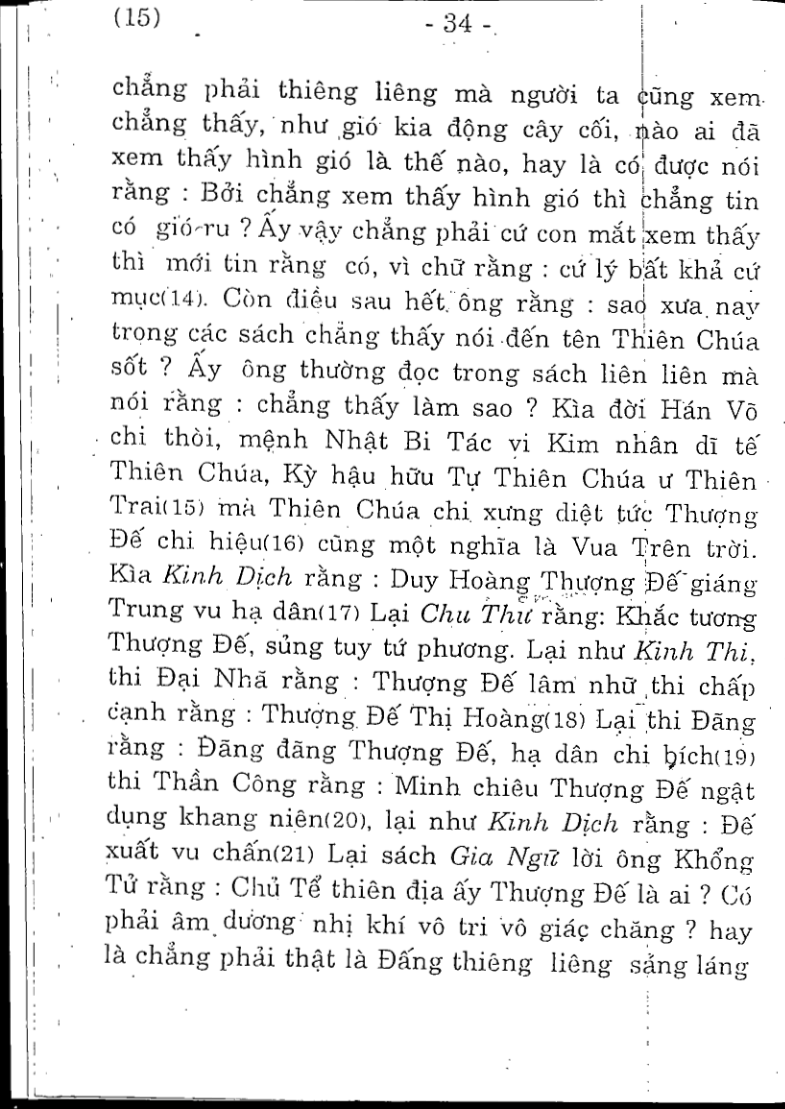 (15) - 34 -
chẳng phải thiêng liêng mà người ta cũng xem
chẳng thấy, như gió kia động cây cối, nào ai đã
xem thấy hình gió là thế nào, hay là có được nói
rằng : Bởi chẳng xem thấy hình gió thì chẳng tin
có gió ru ? Ấy vậy chẳng phải cứ con mắt xem thấy
thì mới tin rằng có, vì chữ rằng : cứ lý bất khả cứ
mục(14). Còn điều sau hết ông rằng : sao xưa nay
trong các sách chẳng thấy nói đến tên Thiên Chúa
sốt ? Ấy ông thường đọc trong sách liên liên mà
nói rằng : chẳng thấy làm sao ? Kìa đời Hán Võ
chi thời, mệnh Nhật Bi Tác vi Kim nhân dĩ tế
Thiên Chúa, Kỳ hậu hữu Tự Thiên Chúa ư Thiên
Trai(15) mà Thiên Chúa chi xưng diệt tức Thượng
Đế chi hiệu(16) cũng một nghĩa là Vua Trên trời.
Kìa Kinh Dịch rằng : Duy Hoàng Thượng Đế giáng
Trung vu hạ dân(17) Lại Chu Thư rằng: Khắc tương
Thượng Đế, sủng tuy tứ phương. Lại như Kinh Thi,
thi Đại Nhã rằng : Thượng Đế lâm nhữ thi chấp
cạnh rằng : Thượng Đế Thị Hoàng(18) Lại thi Đãng
rằng : Đãng đãng Thượng Đế, hạ dân chi bích(19)
thi Thần Công rằng : Minh chiêu Thượng Đế ngật
dụng khang niên(20), lại như Kinh Dịch rằng : Đế
xuất vu chấn(21) Lại sách Gia Ngữ lời ông Khổng
Tử rằng : Chủ Tể thiên địa ấy Thượng Đế là ai ? Có
phải âm dương nhị khí vô tri vô giác chăng ? hay
là chẳng phải thật là Đấng thiêng liêng sáng láng